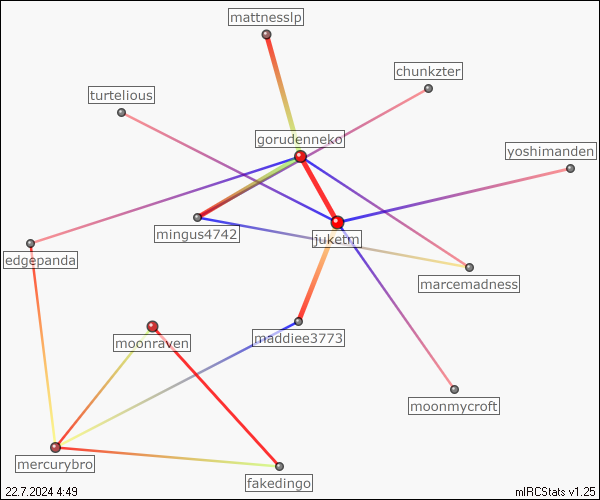 mattnesslp
chunkzter
turtelious
gorudenneko
yoshimanden
mingus4742
juketm
edgepanda
marcemadness
moonraven
maddiee3773
moonmycroft
mercurybro
fakedingo
22.7.2024 4:49
mIRCStats v1.25